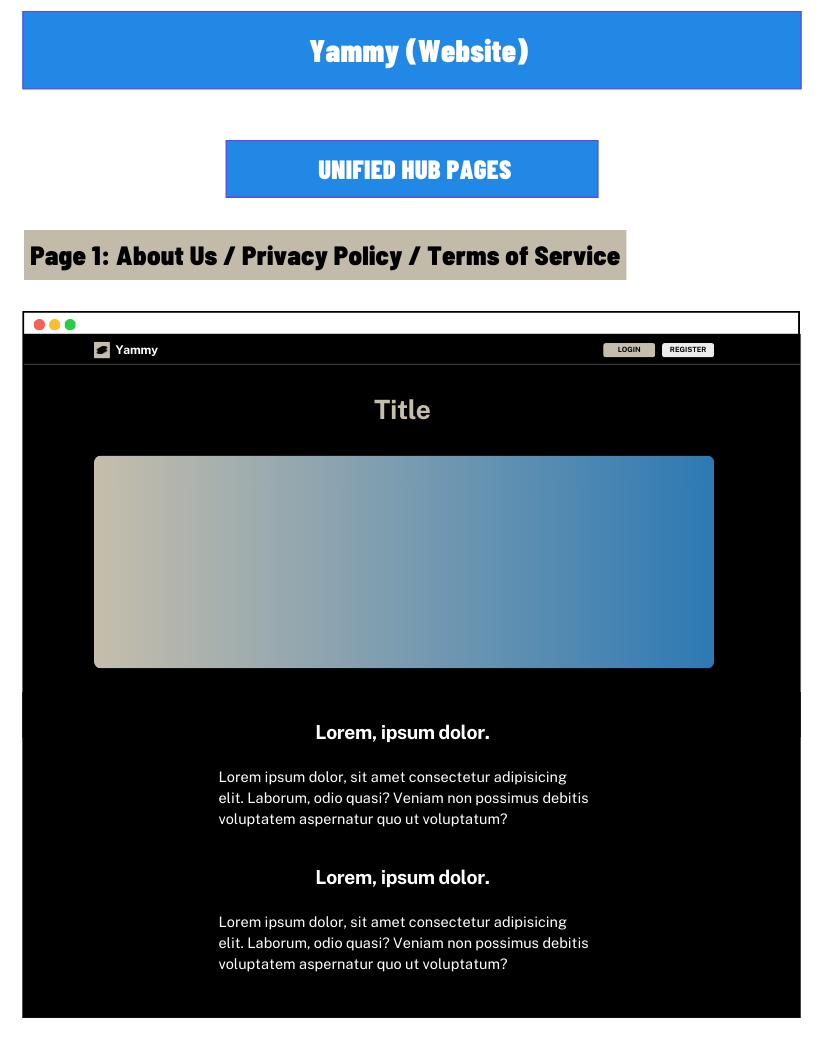 Yammy (Website)
UNIFIED HUB PAGES
Page 1: About Us / Privacy Policy / Terms of Service
Yammy
LOGIN
REGISTER
Title
Lorem, ipsum dolor.
Lorem ipsum dolor, sit amet consectetur adipisicing
elit. Laborum, odio quasi? Veniam non possimus debitis
voluptatem aspernatur quo ut voluptatum?
Lorem, ipsum dolor.
Lorem ipsum dolor, sit amet consectetur adipisicing
elit. Laborum, odio quasi? Veniam non possimus debitis
voluptatem aspernatur quo ut voluptatum?